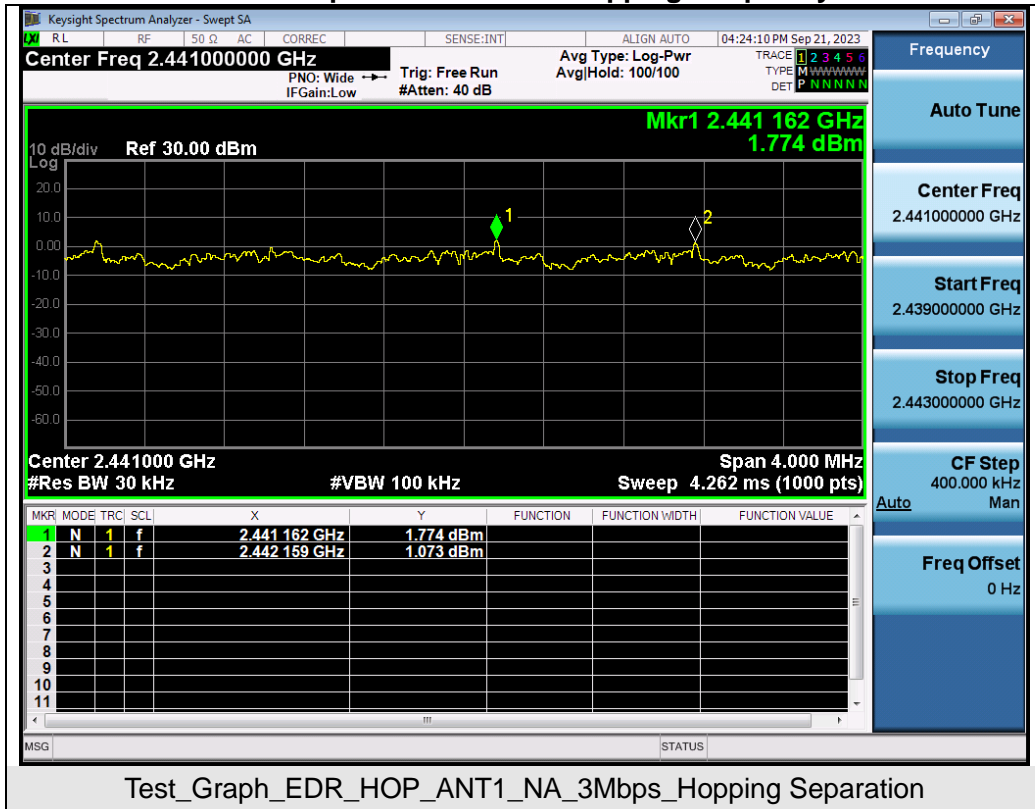 Keysight Spectrum Analyzer - Swept SA
LXI RL RF 50 Ω AC CORREC SENSE:INT ALIGN AUTO 04:24:10 PM Sep 21, 2023
Center Freq 2.441000000 GHz
PNO: Wide
IFGain:Low
Trig: Free Run
#Atten: 40 dB
Avg Type: Log-Pwr
Avg|Hold: 100/100
TRACE 1 2 3 4 5 6
TYPE M WWWWW
DET P N N N N N
Mkr1 2.441 162 GHz
1.774 dBm
10 dB/div Ref 30.00 dBm
Log
20.0
10.0
0.00
-10.0
-20.0
-30.0
-40.0
-50.0
-60.0
1
2
Center 2.441000 GHz Span 4.000 MHz
#Res BW 30 kHz #VBW 100 kHz Sweep 4.262 ms (1000 pts)
MKR MODE TRC SCL X Y FUNCTION FUNCTION WIDTH FUNCTION VALUE
1 N 1 f 2.441 162 GHz 1.774 dBm
2 N 1 f 2.442 159 GHz 1.073 dBm
3
4
5
6
7
8
9
10
11
MSG STATUS
Frequency
Auto Tune
Center Freq
2.441000000 GHz
Start Freq
2.439000000 GHz
Stop Freq
2.443000000 GHz
CF Step
400.000 kHz
Auto Man
Freq Offset
0 Hz
Test_Graph_EDR_HOP_ANT1_NA_3Mbps_Hopping Separation